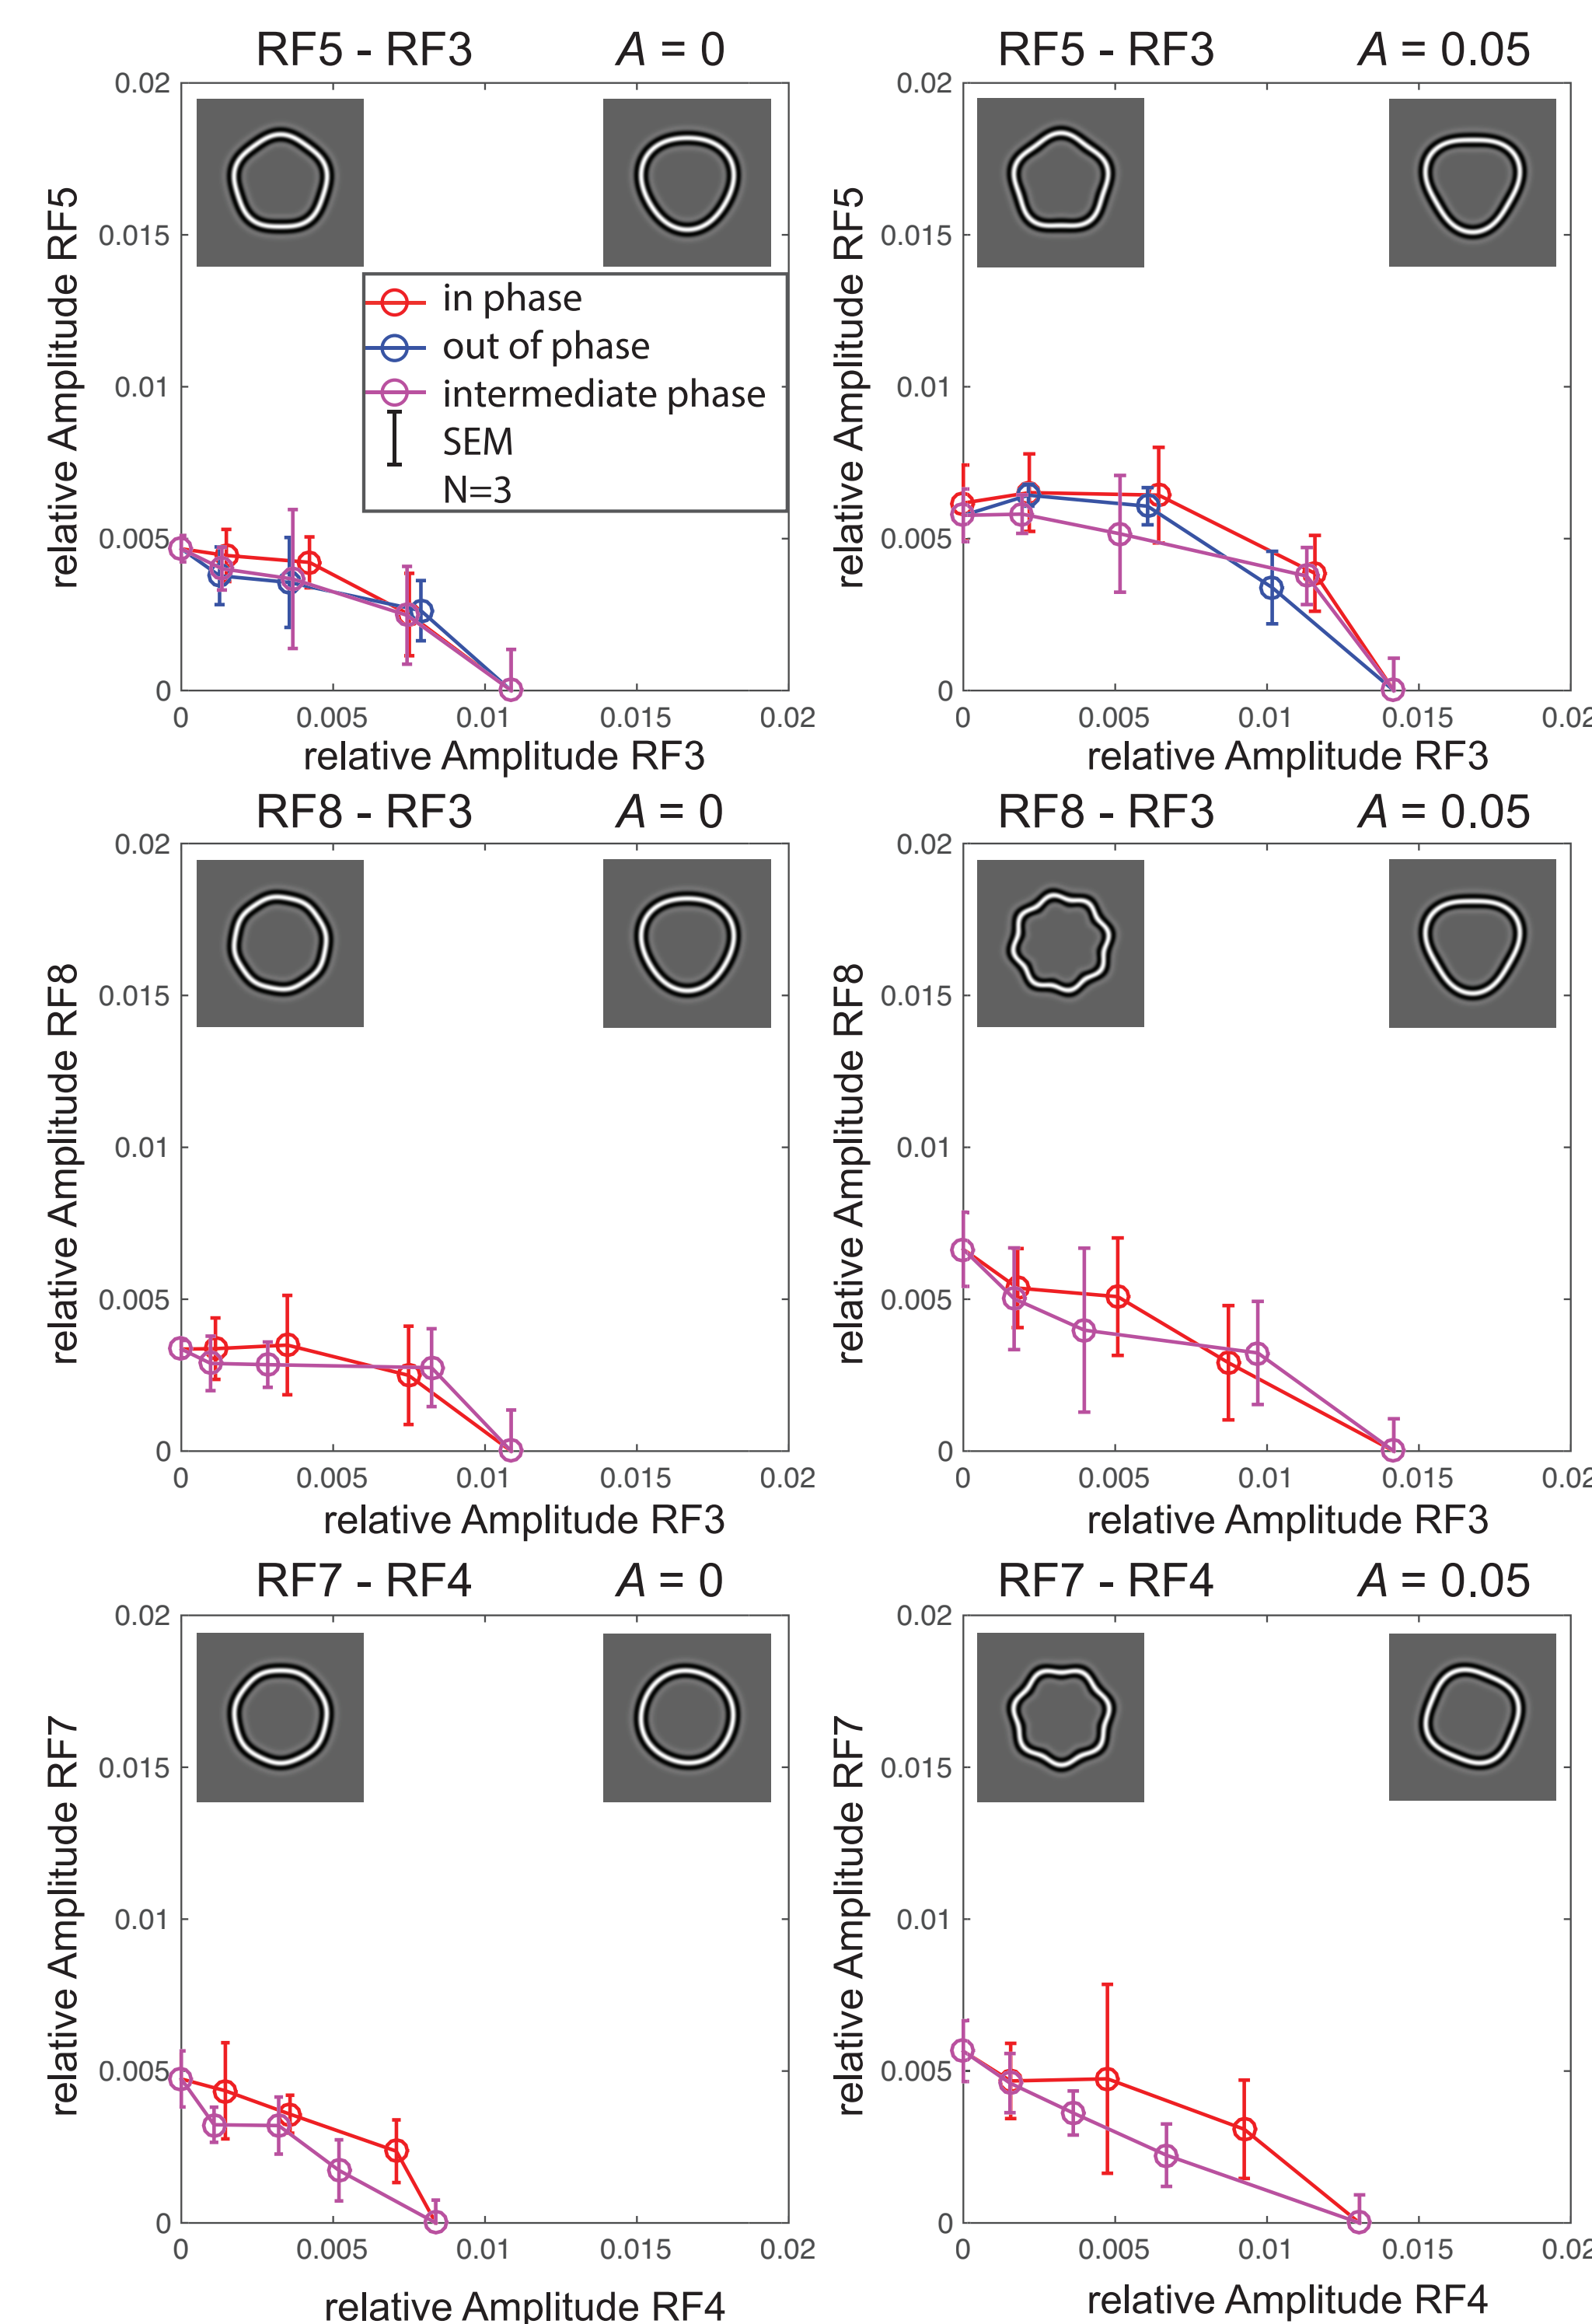 RF5 - RF3 A = 0
0.02
0.015
0.01
0.005
0
relative Amplitude RF5
in phase
out of phase
intermediate phase
SEM
N=3
0 0.005 0.01 0.015 0.02
relative Amplitude RF3
RF5 - RF3 A = 0.05
0.02
0.015
0.01
0.005
0
relative Amplitude RF5
0 0.005 0.01 0.015 0.02
relative Amplitude RF3
RF8 - RF3 A = 0
0.02
0.015
0.01
0.005
0
relative Amplitude RF8
0 0.005 0.01 0.015 0.02
relative Amplitude RF3
RF8 - RF3 A = 0.05
0.02
0.015
0.01
0.005
0
relative Amplitude RF8
0 0.005 0.01 0.015 0.02
relative Amplitude RF3
RF7 - RF4 A = 0
0.02
0.015
0.01
0.005
0
relative Amplitude RF7
0 0.005 0.01 0.015 0.02
relative Amplitude RF4
RF7 - RF4 A = 0.05
0.02
0.015
0.01
0.005
0
relative Amplitude RF7
0 0.005 0.01 0.015 0.02
relative Amplitude RF4